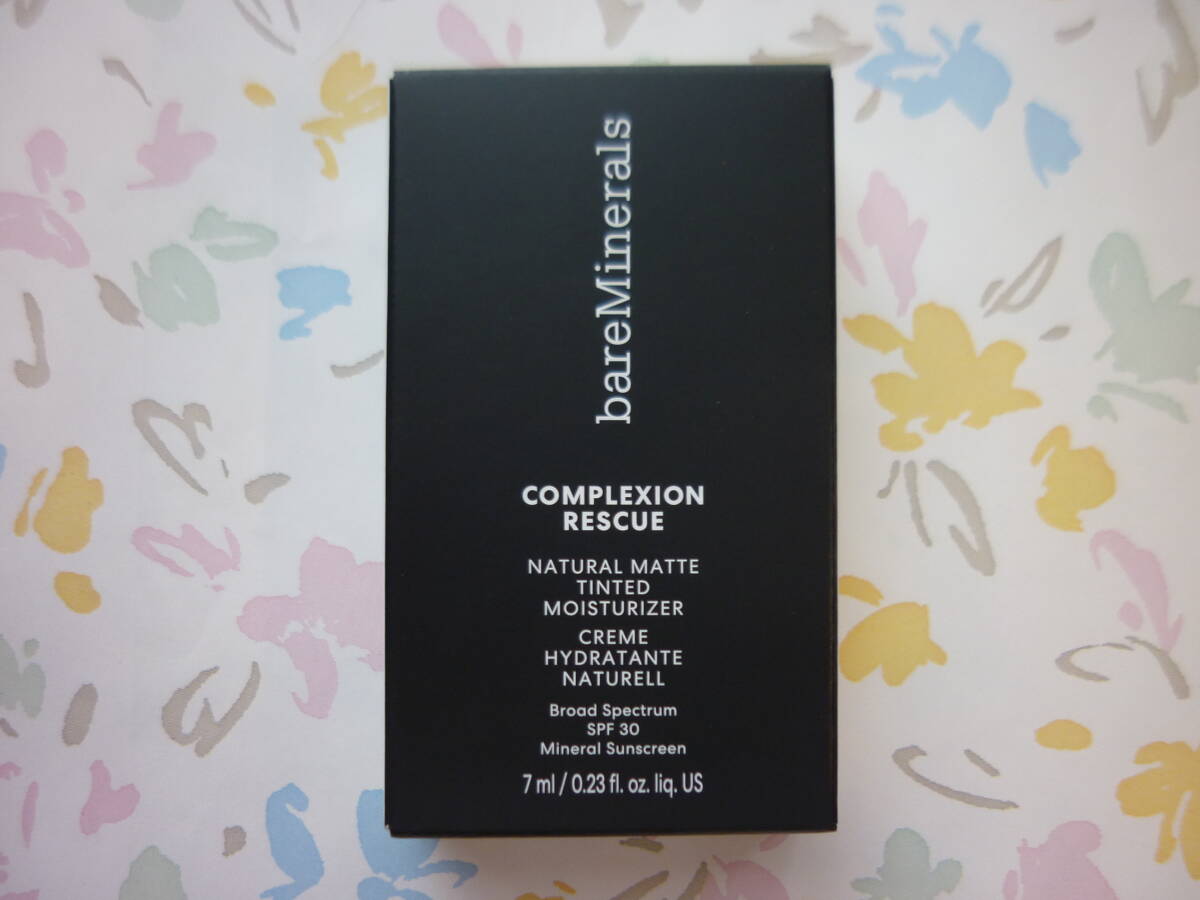 bareMinerals
COMPLEXION
RESCUE
NATURAL MATTE
TINTED
MOISTURIZER
CREME
HYDRATANTE
NATURELL
Broad Spectrum
SPF 30
Mineral Sunscreen
7 ml / 0.23 fl. oz. liq. US